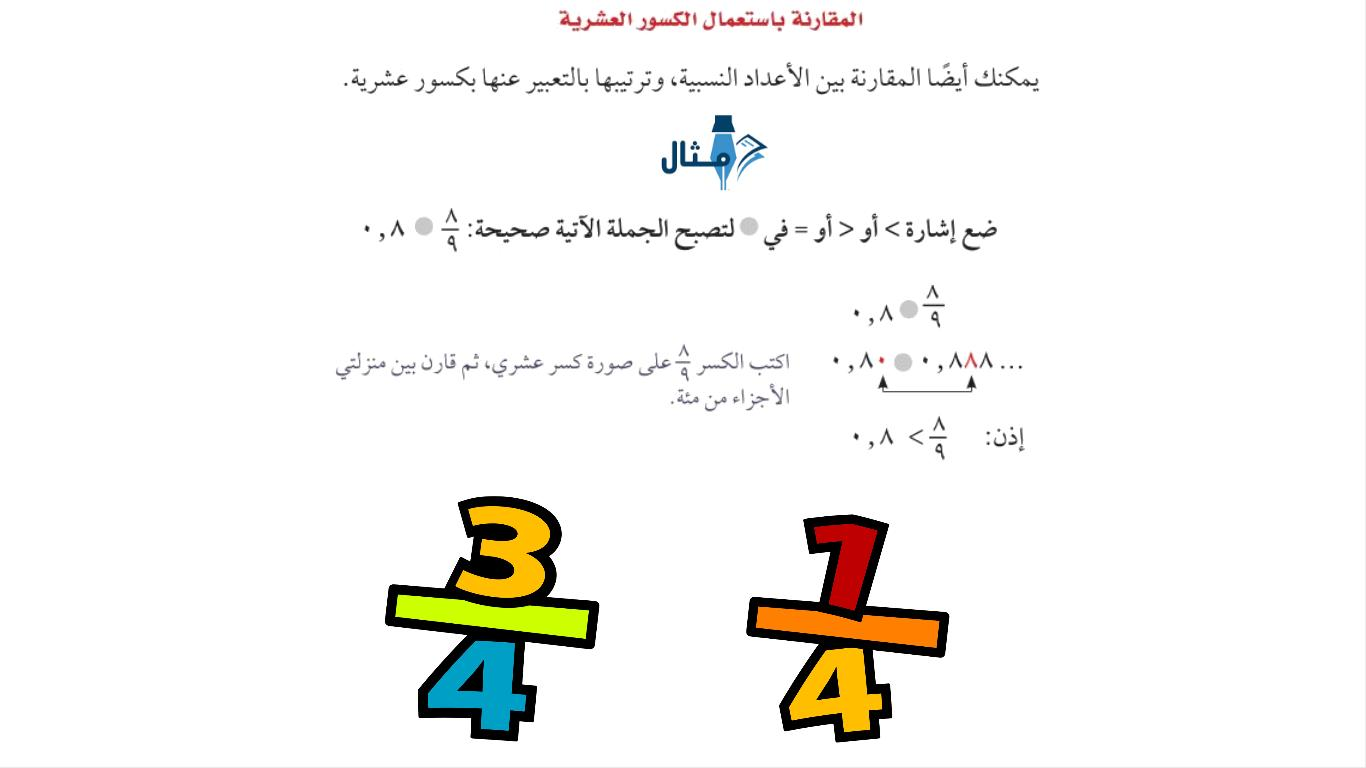 المقارنة باستعمال الكسور العشرية
يمكنك أيضًا المقارنة بين الأعداد النسبية، وترتيبها بالتعبير عنها بكسور عشرية.
مثال
ضع إشارة > أو < أو = في ● لتصبح الجملة الآتية صحيحة: ٨/٩ ● ٠,٨
٨/٩ ● ٠,٨
٠,٨٨٨... ● ٠,٨٠
اكتب الكسر ٨/٩ على صورة كسر عشري، ثم قارن بين منزلتي
الأجزاء من مئة.
إذن: ٨/٩ > ٠,٨
3/4
1/4